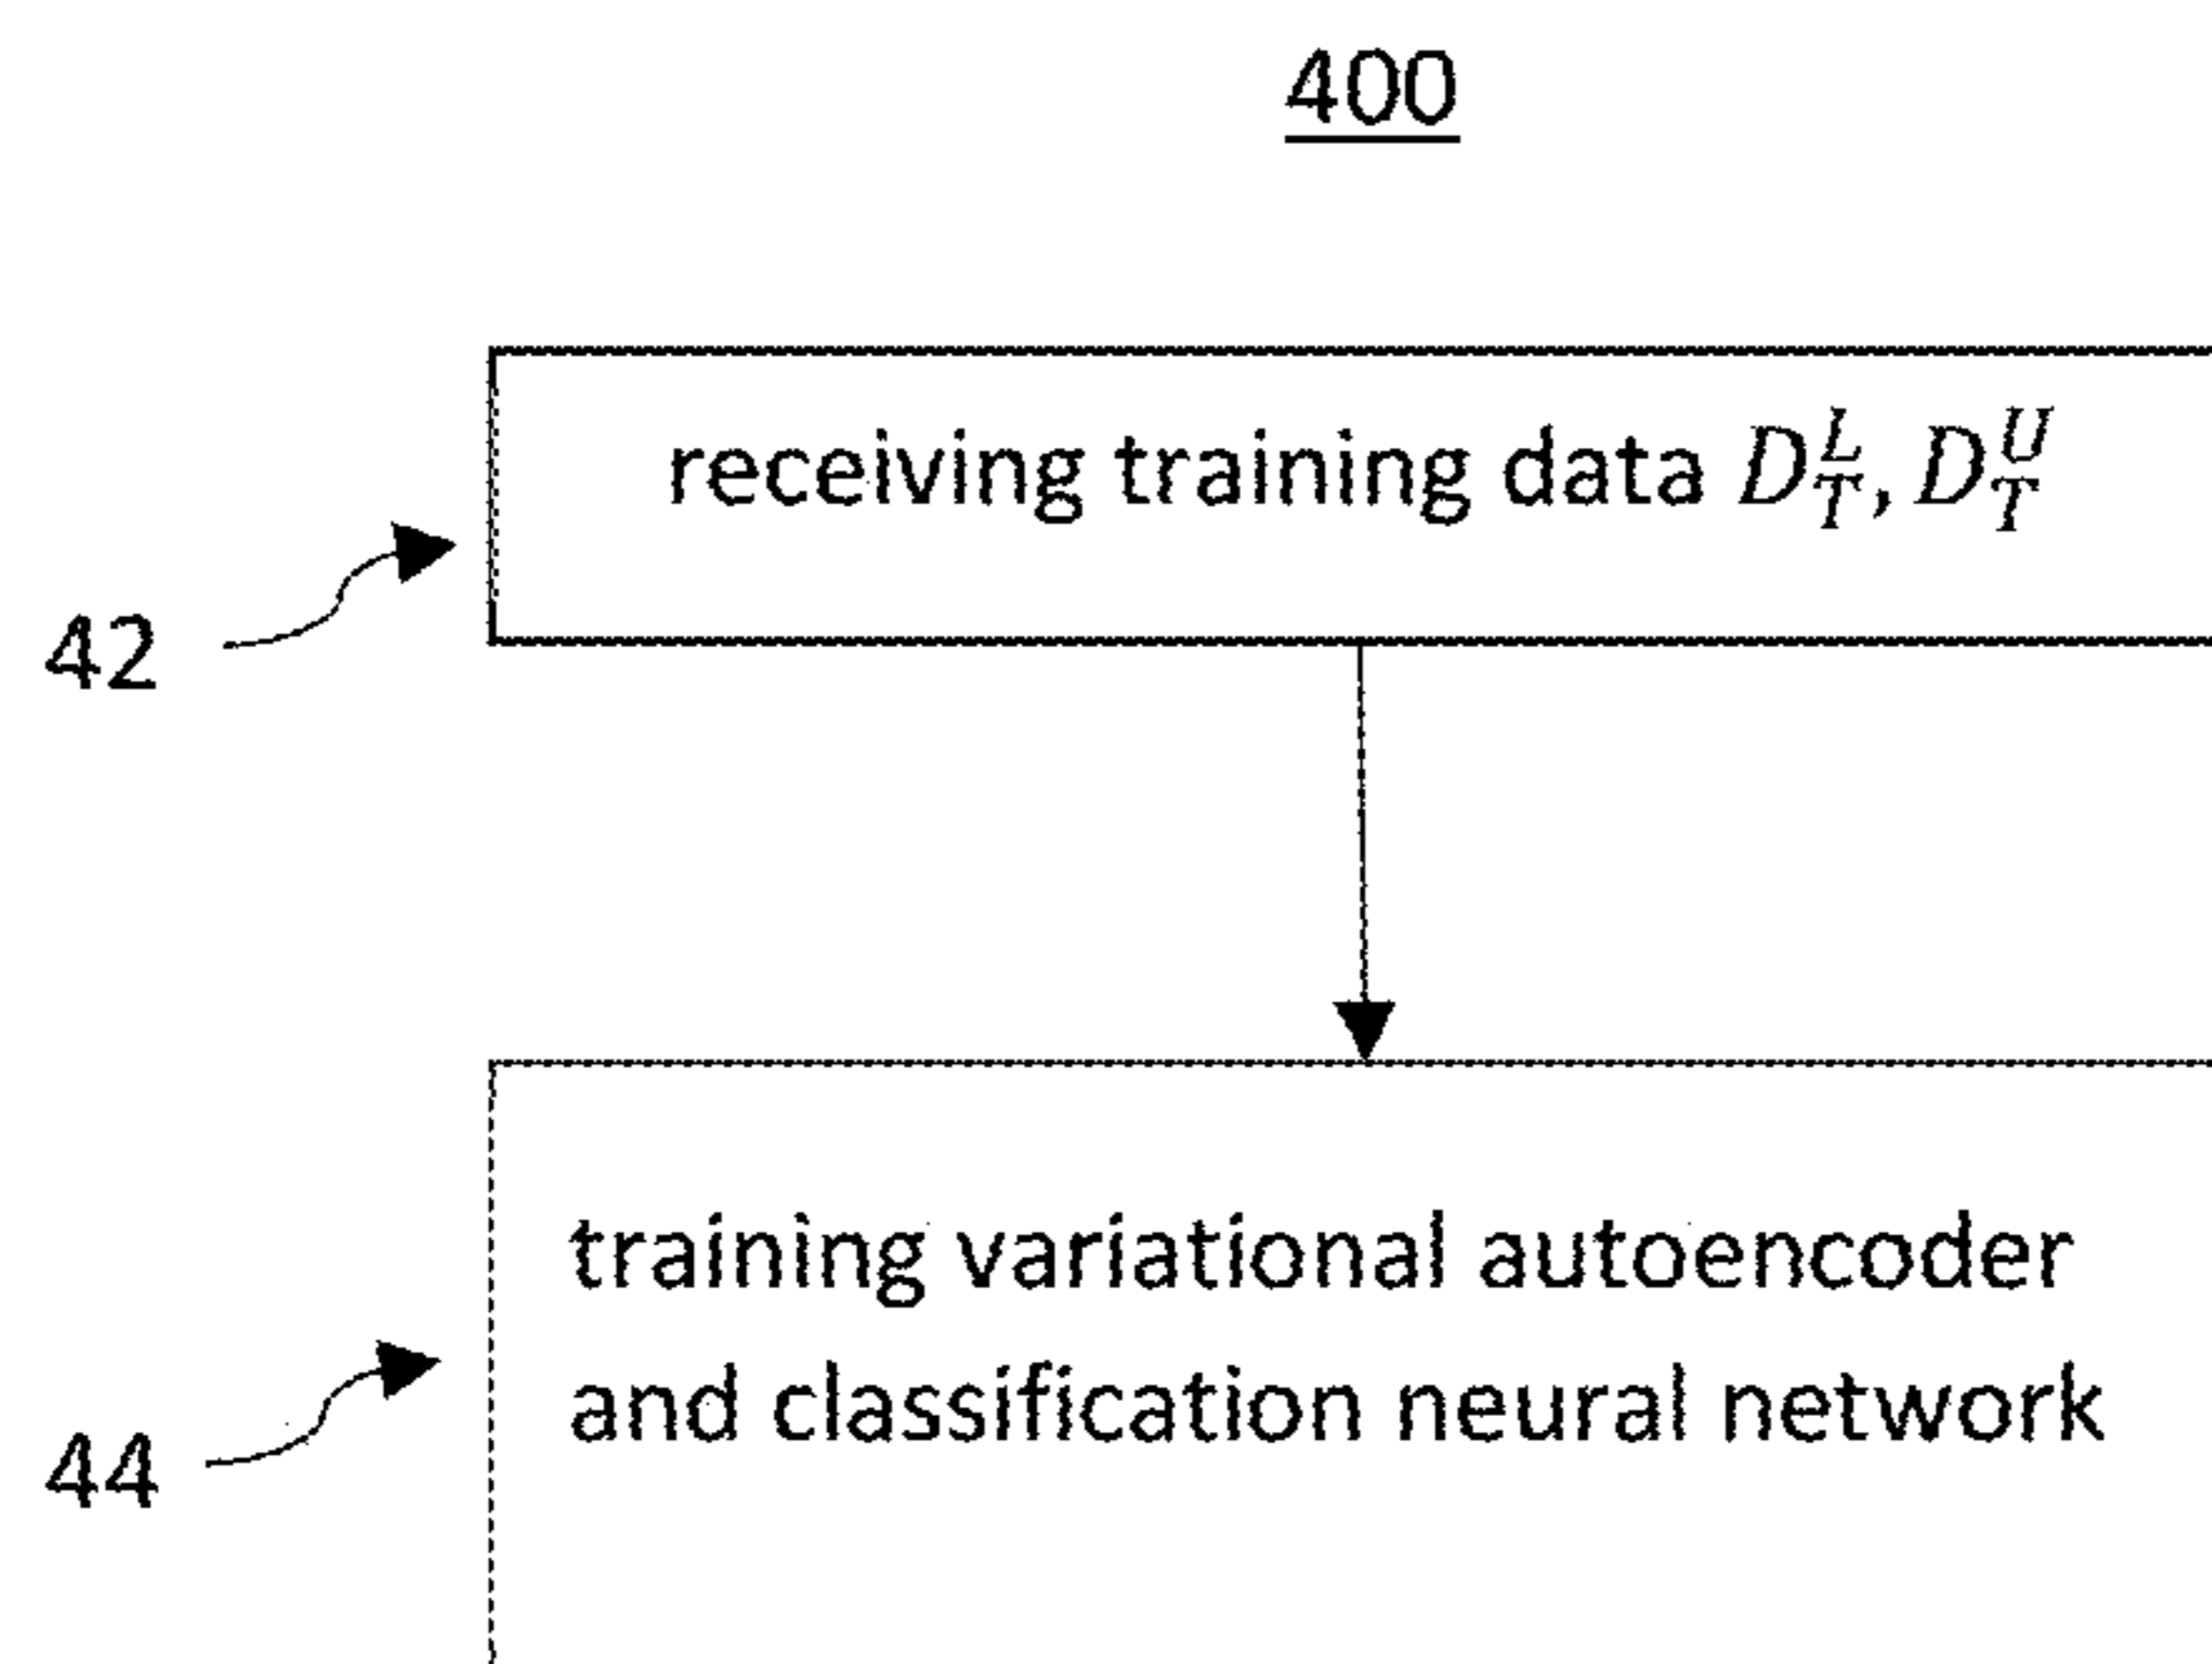 400
receiving training data $D_T^L, D_T^U$
42
training variational autoencoder
and classification neural network
44